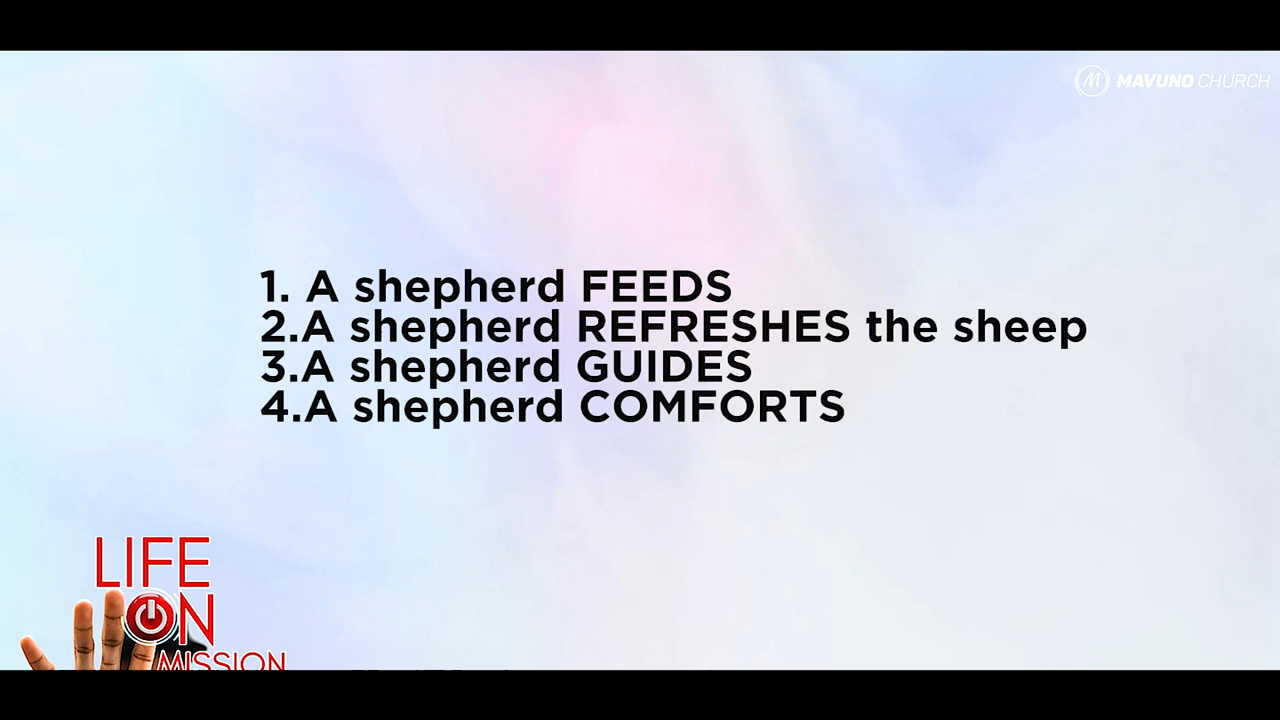 MAVUNO CHURCH
1. A shepherd FEEDS
2.A shepherd REFRESHES the sheep
3.A shepherd GUIDES
4.A shepherd COMFORTS
LIFE
ON
MISSION